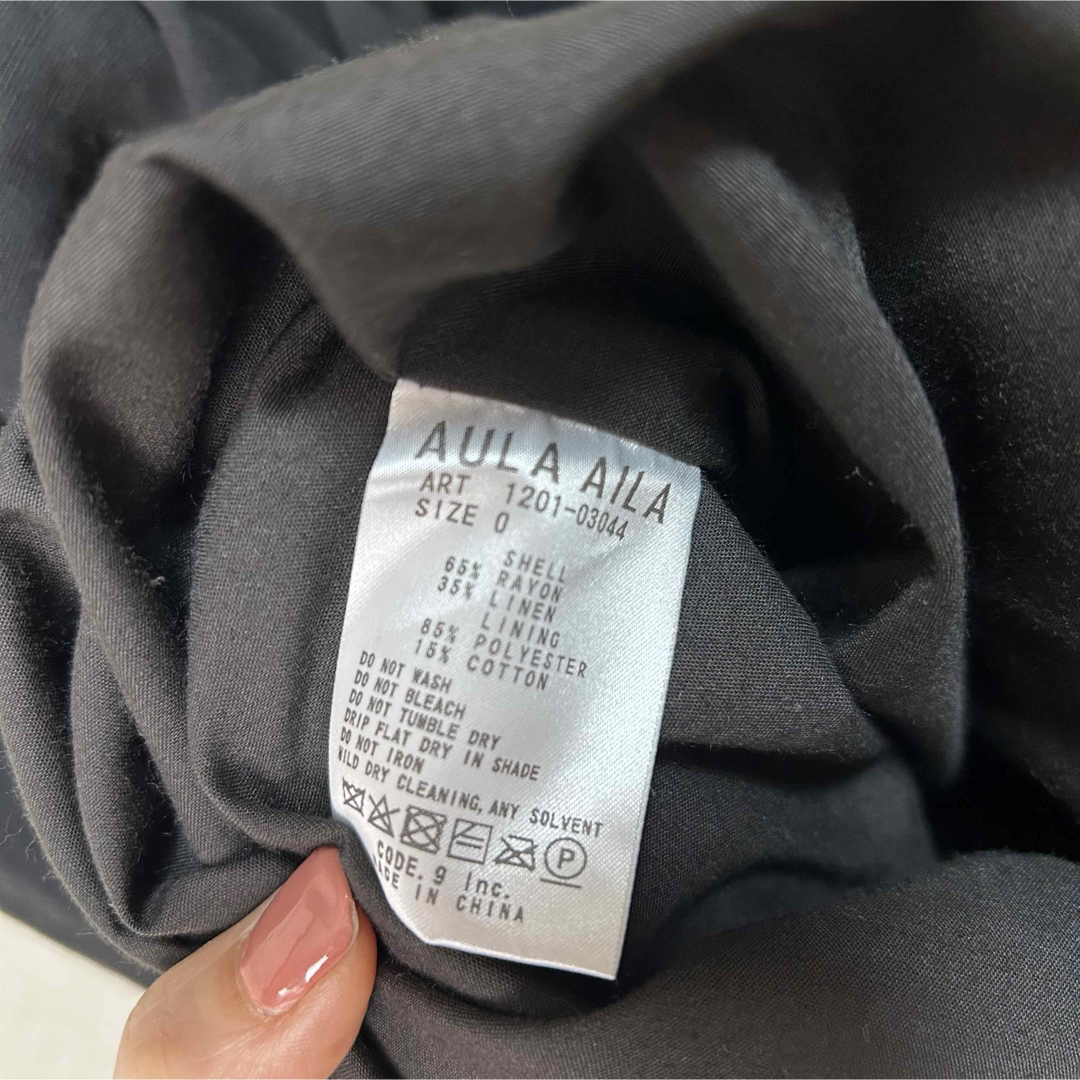 AULA AILA
ART 1201-03044
SIZE 0
SHELL
65% RAYON
35% LINEN
LINING
85% POLYESTER
15% COTTON
DO NOT WASH
DO NOT BLEACH
DO NOT TUMBLE DRY
DRIP FLAT DRY IN SHADE
DO NOT IRON
MILD DRY CLEANING, ANY SOLVENT
P
CODE. g Inc.
IN CHINA